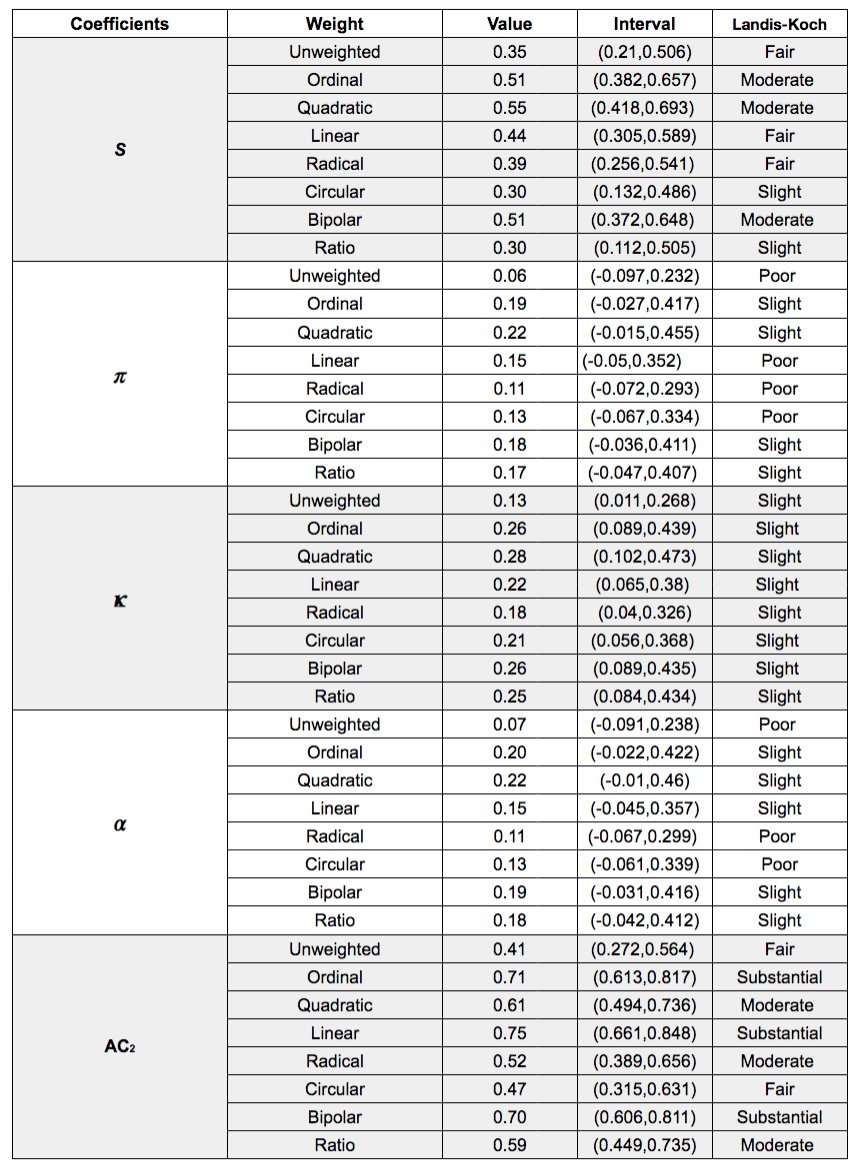 Coefficients Weight Value Interval Landis-Koch
S
Unweighted 0.35 (0.21,0.506) Fair
Ordinal 0.51 (0.382,0.657) Moderate
Quadratic 0.55 (0.418,0.693) Moderate
Linear 0.44 (0.305,0.589) Fair
Radical 0.39 (0.256,0.541) Fair
Circular 0.30 (0.132,0.486) Slight
Bipolar 0.51 (0.372,0.648) Moderate
Ratio 0.30 (0.112,0.505) Slight
π
Unweighted 0.06 (-0.097,0.232) Poor
Ordinal 0.19 (-0.027,0.417) Slight
Quadratic 0.22 (-0.015,0.455) Slight
Linear 0.15 (-0.05,0.352) Poor
Radical 0.11 (-0.072,0.293) Poor
Circular 0.13 (-0.067,0.334) Poor
Bipolar 0.18 (-0.036,0.411) Slight
Ratio 0.17 (-0.047,0.407) Slight
κ
Unweighted 0.13 (0.011,0.268) Slight
Ordinal 0.26 (0.089,0.439) Slight
Quadratic 0.28 (0.102,0.473) Slight
Linear 0.22 (0.065,0.38) Slight
Radical 0.18 (0.04,0.326) Slight
Circular 0.21 (0.056,0.368) Slight
Bipolar 0.26 (0.089,0.435) Slight
Ratio 0.25 (0.084,0.434) Slight
α
Unweighted 0.07 (-0.091,0.238) Poor
Ordinal 0.20 (-0.022,0.422) Slight
Quadratic 0.22 (-0.01,0.46) Slight
Linear 0.15 (-0.045,0.357) Slight
Radical 0.11 (-0.067,0.299) Poor
Circular 0.13 (-0.061,0.339) Poor
Bipolar 0.19 (-0.031,0.416) Slight
Ratio 0.18 (-0.042,0.412) Slight
AC₂
Unweighted 0.41 (0.272,0.564) Fair
Ordinal 0.71 (0.613,0.817) Substantial
Quadratic 0.61 (0.494,0.736) Moderate
Linear 0.75 (0.661,0.848) Substantial
Radical 0.52 (0.389,0.656) Moderate
Circular 0.47 (0.315,0.631) Fair
Bipolar 0.70 (0.606,0.811) Substantial
Ratio 0.59 (0.449,0.735) Moderate